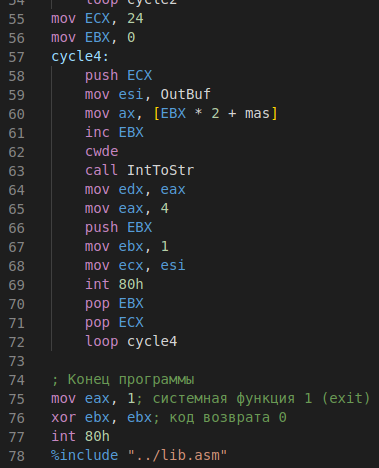 54 loop cycle2
55 mov ECX, 24
56 mov EBX, 0
57 cycle4:
58 push ECX
59 mov esi, OutBuf
60 mov ax, [EBX * 2 + mas]
61 inc EBX
62 cwde
63 call IntToStr
64 mov edx, eax
65 mov eax, 4
66 push EBX
67 mov ebx, 1
68 mov ecx, esi
69 int 80h
70 pop EBX
71 pop ECX
72 loop cycle4
73
74 ; Конец программы
75 mov eax, 1; системная функция 1 (exit)
76 xor ebx, ebx; код возврата 0
77 int 80h
78 %include "../lib.asm"